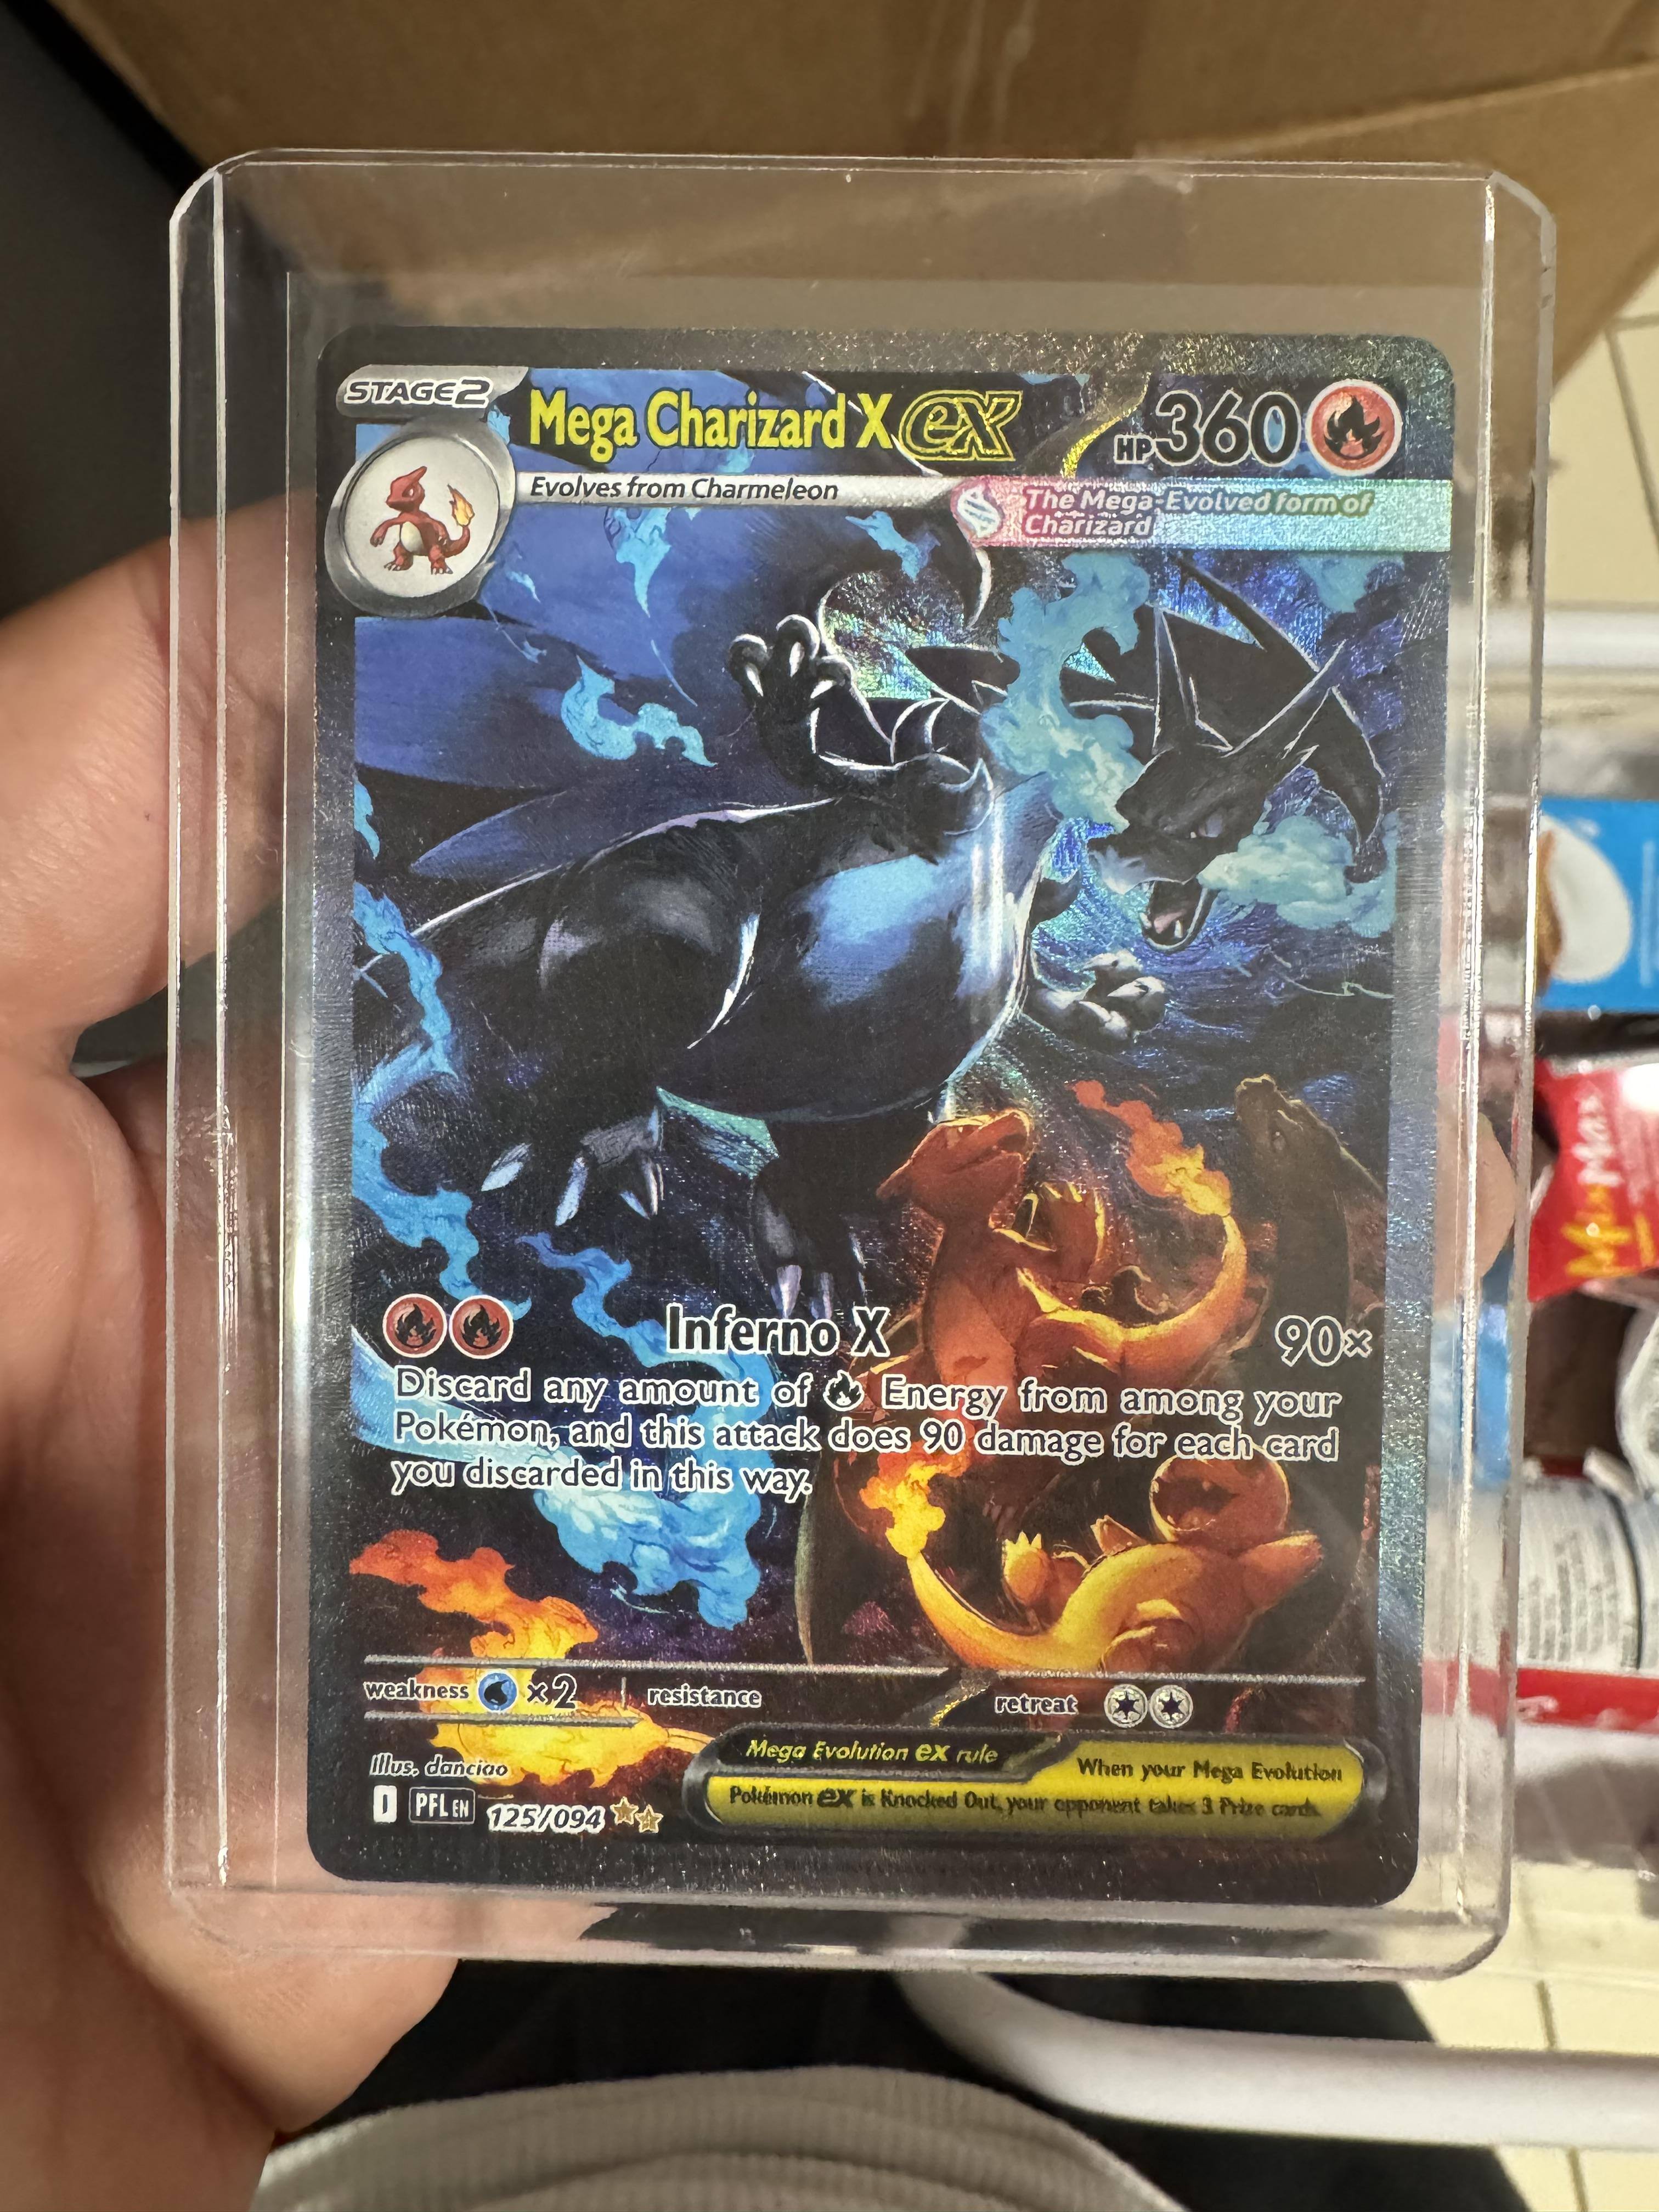 STAGE2
Mega Charizard X ex
HP 360
Evolves from Charmeleon
The Mega-Evolved form of
Charizard
Inferno X 90×
Discard any amount of Energy from among your
Pokémon, and this attack does 90 damage for each card
you discarded in this way.
weakness ×2 resistance retreat
Mega Evolution ex rule
When your Mega Evolution
Pokémon ex is Knocked Out, your opponent takes 3 Prize cards.
Illus. danciao
I PFL EN 125/094
MixMax